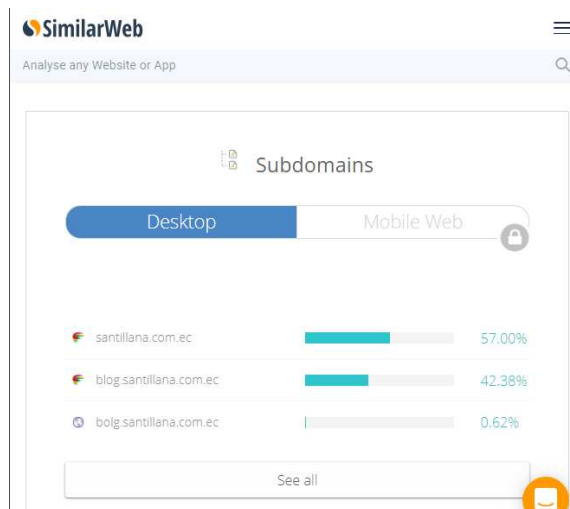 SimilarWeb
Analyse any Website or App
Subdomains
Desktop Mobile Web
santillana.com.ec 57.00%
blog.santillana.com.ec 42.38%
bolg.santillana.com.ec 0.62%
See all